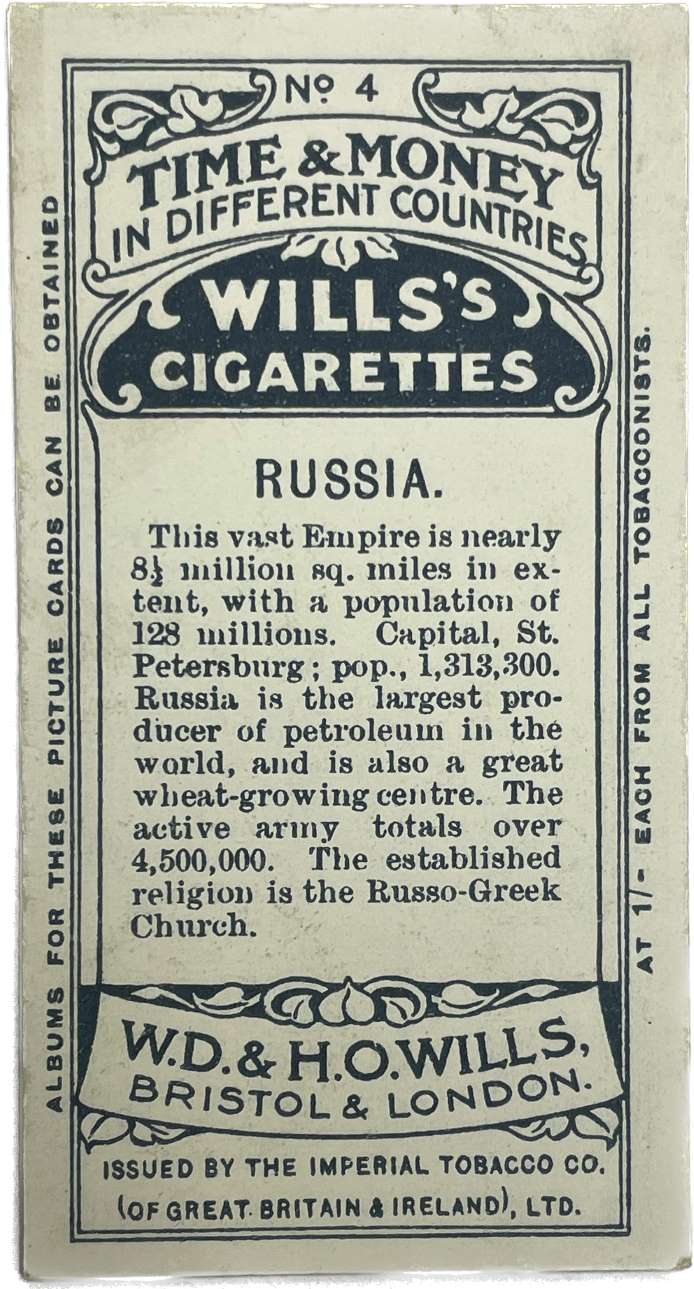 Nº 4
TIME & MONEY
IN DIFFERENT COUNTRIES
WILLS'S
CIGARETTES
RUSSIA.
This vast Empire is nearly
8½ million sq. miles in ex-
tent, with a population of
128 millions. Capital, St.
Petersburg; pop., 1,313,300.
Russia is the largest pro-
ducer of petroleum in the
world, and is also a great
wheat-growing centre. The
active army totals over
4,500,000. The established
religion is the Russo-Greek
Church.
W.D. & H.O. WILLS,
BRISTOL & LONDON.
ISSUED BY THE IMPERIAL TOBACCO CO.
(OF GREAT BRITAIN & IRELAND), LTD.
ALBUMS FOR THESE PICTURE CARDS CAN BE OBTAINED
AT 1/- EACH FROM ALL TOBACCONISTS.